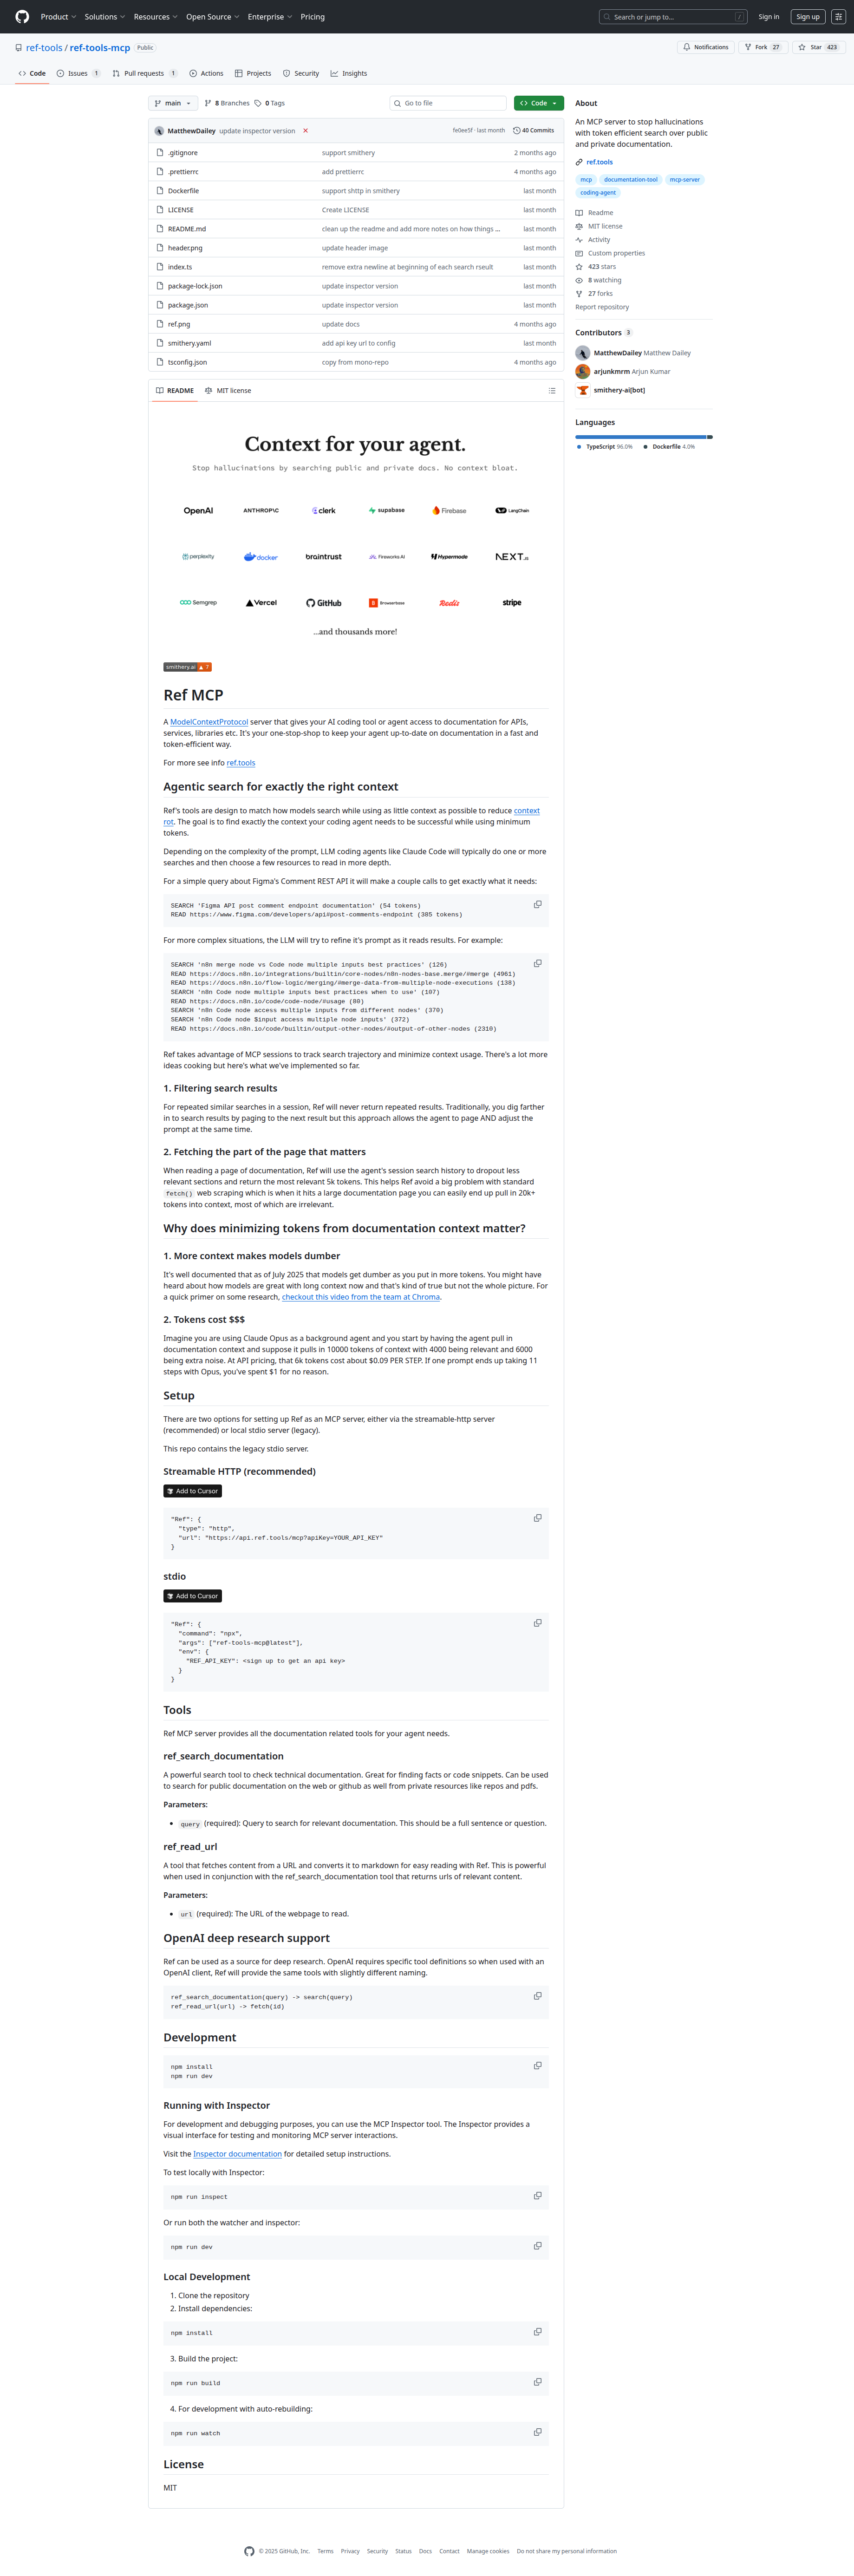 Product Solutions Resources Open Source Enterprise Pricing
Search or jump to... /
Sign in
Sign up
ref-tools / ref-tools-mcp Public
Notifications
Fork 27
Star 423
Code
Issues 1
Pull requests 1
Actions
Projects
Security
Insights
main
8 Branches
0 Tags
Go to file
Code
MatthewDailey update inspector version
fe0ee5f · last month
40 Commits
.gitignore support smithery 2 months ago
.prettierrc add prettierrc 4 months ago
Dockerfile support shttp in smithery last month
LICENSE Create LICENSE last month
README.md clean up the readme and add more notes on how things ... last month
header.png update header image last month
index.ts remove extra newline at beginning of each search rseult last month
package-lock.json update inspector version last month
package.json update inspector version last month
ref.png update docs 4 months ago
smithery.yaml add api key url to config last month
tsconfig.json copy from mono-repo 4 months ago
README
MIT license
Context for your agent.
Stop hallucinations by searching public and private docs. No context bloat.
OpenAI ANTHROP\C clerk supabase Firebase LangChain
perplexity docker braintrust Fireworks AI Hypermode NEXT.JS
Semgrep Vercel GitHub Browserbase Redis stripe
...and thousands more!
smithery.ai 7
Ref MCP
A ModelContextProtocol server that gives your AI coding tool or agent access to documentation for APIs,
services, libraries etc. It's your one-stop-shop to keep your agent up-to-date on documentation in a fast and
token-efficient way.
For more see info ref.tools
Agentic search for exactly the right context
Ref's tools are design to match how models search while using as little context as possible to reduce context
rot. The goal is to find exactly the context your coding agent needs to be successful while using minimum
tokens.
Depending on the complexity of the prompt, LLM coding agents like Claude Code will typically do one or more
searches and then choose a few resources to read in more depth.
For a simple query about Figma's Comment REST API it will make a couple calls to get exactly what it needs:
SEARCH 'Figma API post comment endpoint documentation' (54 tokens)
READ https://www.figma.com/developers/api#post-comments-endpoint (385 tokens)
For more complex situations, the LLM will try to refine it's prompt as it reads results. For example:
SEARCH 'n8n merge node vs Code node multiple inputs best practices' (126)
READ https://docs.n8n.io/integrations/builtin/core-nodes/n8n-nodes-base.merge/#merge (4961)
READ https://docs.n8n.io/flow-logic/merging/#merge-data-from-multiple-node-executions (138)
SEARCH 'n8n Code node multiple inputs best practices when to use' (107)
READ https://docs.n8n.io/code/code-node/#usage (80)
SEARCH 'n8n Code node access multiple inputs from different nodes' (370)
SEARCH 'n8n Code node $input access multiple node inputs' (372)
READ https://docs.n8n.io/code/builtin/output-other-nodes/#output-of-other-nodes (2310)
Ref takes advantage of MCP sessions to track search trajectory and minimize context usage. There's a lot more
ideas cooking but here's what we've implemented so far.
1. Filtering search results
For repeated similar searches in a session, Ref will never return repeated results. Traditionally, you dig farther
in to search results by paging to the next result but this approach allows the agent to page AND adjust the
prompt at the same time.
2. Fetching the part of the page that matters
When reading a page of documentation, Ref will use the agent's session search history to dropout less
relevant sections and return the most relevant 5k tokens. This helps Ref avoid a big problem with standard
fetch() web scraping which is when it hits a large documentation page you can easily end up pull in 20k+
tokens into context, most of which are irrelevant.
Why does minimizing tokens from documentation context matter?
1. More context makes models dumber
It's well documented that as of July 2025 that models get dumber as you put in more tokens. You might have
heard about how models are great with long context now and that's kind of true but not the whole picture. For
a quick primer on some research, checkout this video from the team at Chroma.
2. Tokens cost $$$
Imagine you are using Claude Opus as a background agent and you start by having the agent pull in
documentation context and suppose it pulls in 10000 tokens of context with 4000 being relevant and 6000
being extra noise. At API pricing, that 6k tokens cost about $0.09 PER STEP. If one prompt ends up taking 11
steps with Opus, you've spent $1 for no reason.
Setup
There are two options for setting up Ref as an MCP server, either via the streamable-http server
(recommended) or local stdio server (legacy).
This repo contains the legacy stdio server.
Streamable HTTP (recommended)
Add to Cursor
"Ref": {
"type": "http",
"url": "https://api.ref.tools/mcp?apiKey=YOUR_API_KEY"
}
stdio
Add to Cursor
"Ref": {
"command": "npx",
"args": ["ref-tools-mcp@latest"],
"env": {
"REF_API_KEY": <sign up to get an api key>
}
}
Tools
Ref MCP server provides all the documentation related tools for your agent needs.
ref_search_documentation
A powerful search tool to check technical documentation. Great for finding facts or code snippets. Can be used
to search for public documentation on the web or github as well from private resources like repos and pdfs.
Parameters:
• query (required): Query to search for relevant documentation. This should be a full sentence or question.
ref_read_url
A tool that fetches content from a URL and converts it to markdown for easy reading with Ref. This is powerful
when used in conjunction with the ref_search_documentation tool that returns urls of relevant content.
Parameters:
• url (required): The URL of the webpage to read.
OpenAI deep research support
Ref can be used as a source for deep research. OpenAI requires specific tool definitions so when used with an
OpenAI client, Ref will provide the same tools with slightly different naming.
ref_search_documentation(query) -> search(query)
ref_read_url(url) -> fetch(id)
Development
npm install
npm run dev
Running with Inspector
For development and debugging purposes, you can use the MCP Inspector tool. The Inspector provides a
visual interface for testing and monitoring MCP server interactions.
Visit the Inspector documentation for detailed setup instructions.
To test locally with Inspector:
npm run inspect
Or run both the watcher and inspector:
npm run dev
Local Development
1. Clone the repository
2. Install dependencies:
npm install
3. Build the project:
npm run build
4. For development with auto-rebuilding:
npm run watch
License
MIT
About
An MCP server to stop hallucinations
with token efficient search over public
and private documentation.
ref.tools
mcp documentation-tool mcp-server
coding-agent
Readme
MIT license
Activity
Custom properties
423 stars
8 watching
27 forks
Report repository
Contributors 3
MatthewDailey Matthew Dailey
arjunkmrm Arjun Kumar
smithery-ai[bot]
Languages
TypeScript 96.0% Dockerfile 4.0%
© 2025 GitHub, Inc. Terms Privacy Security Status Docs Contact Manage cookies Do not share my personal information